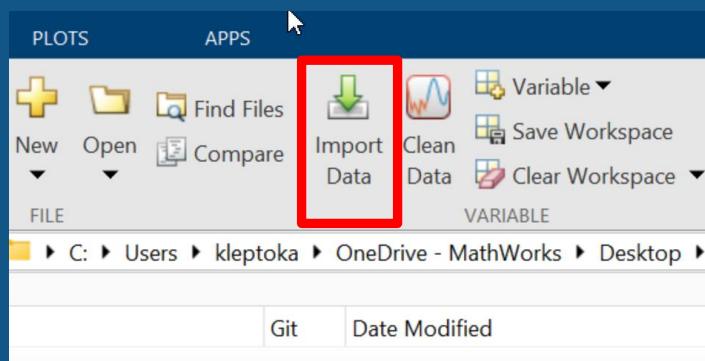 PLOTS APPS
New
Open
Find Files
Compare
Import
Data
Clean
Data
Variable
Save Workspace
Clear Workspace
FILE VARIABLE
C: Users kleptoka OneDrive - MathWorks Desktop
Git Date Modified